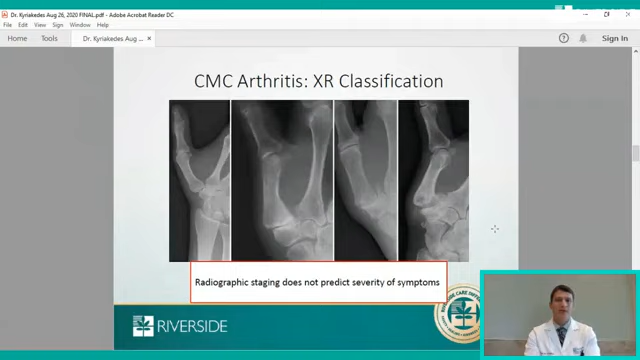 RIVERSIDE
Dr. Kyriakedes Aug 26, 2020 FINAL.pdf - Adobe Acrobat Reader DC
File Edit View Sign Window Help
Home Tools Dr. Kyriakedes Aug ... × Sign In
CMC Arthritis: XR Classification
Radiographic staging does not predict severity of symptoms
RIVERSIDE